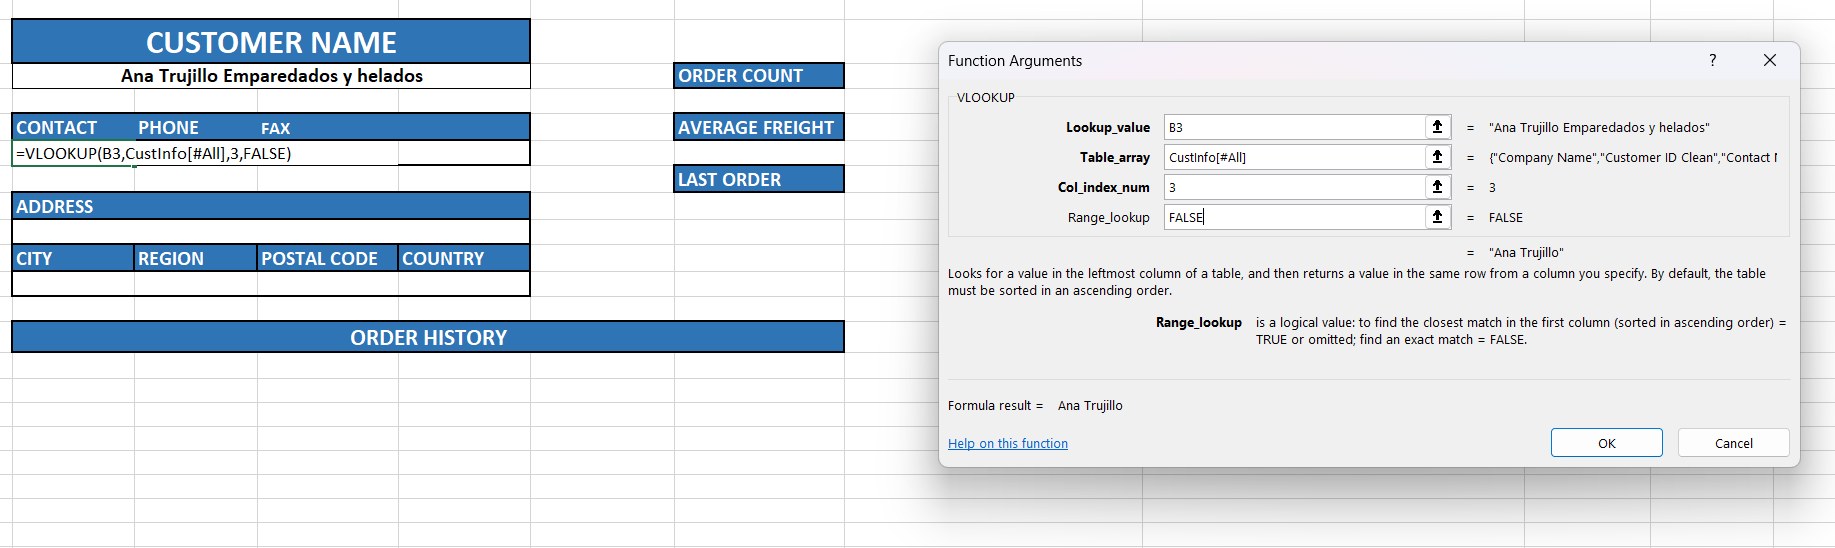 CUSTOMER NAME
Ana Trujillo Emparedados y helados
CONTACT PHONE FAX
=VLOOKUP(B3,CustInfo[#All],3,FALSE)
ADDRESS
CITY REGION POSTAL CODE COUNTRY
ORDER COUNT
AVERAGE FREIGHT
LAST ORDER
ORDER HISTORY
Function Arguments ?
VLOOKUP
Lookup_value B3 = "Ana Trujillo Emparedados y helados"
Table_array CustInfo[#All] = {"Company Name","Customer ID Clean","Contact
Col_index_num 3 = 3
Range_lookup FALSE = FALSE
= "Ana Trujillo"
Looks for a value in the leftmost column of a table, and then returns a value in the same row from a column you specify. By default, the table
must be sorted in an ascending order.
Range_lookup is a logical value: to find the closest match in the first column (sorted in ascending order) =
TRUE or omitted; find an exact match = FALSE.
Formula result = Ana Trujillo
Help on this function
OK Cancel